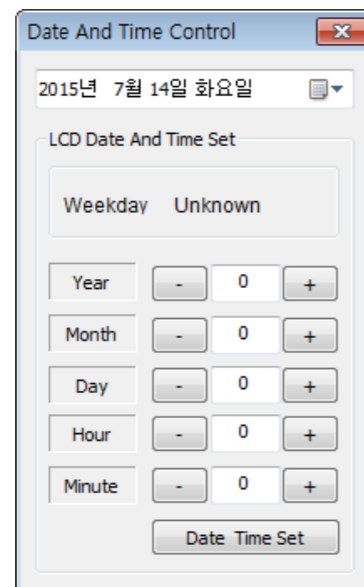 Date And Time Control
2015년 7월 14일 화요일
LCD Date And Time Set
Weekday Unknown
Year - 0 +
Month - 0 +
Day - 0 +
Hour - 0 +
Minute - 0 +
Date Time Set